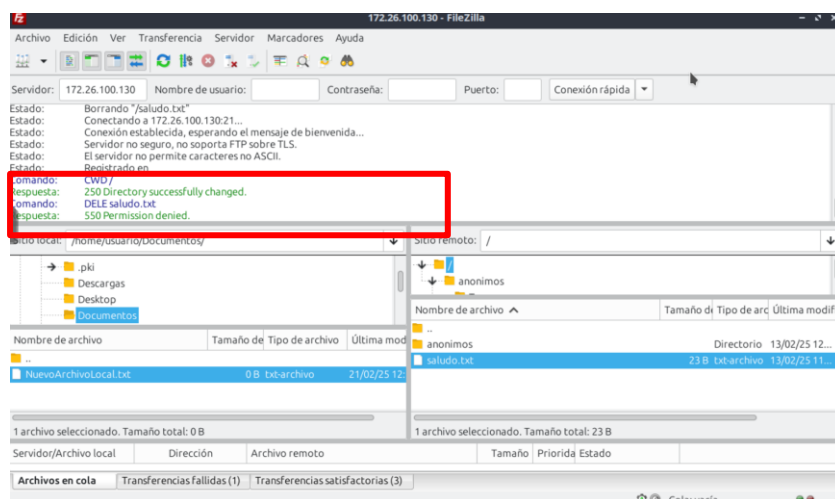 172.26.100.130 - FileZilla
Archivo Edición Ver Transferencia Servidor Marcadores Ayuda
Servidor: 172.26.100.130 Nombre de usuario: Contraseña: Puerto: Conexión rápida
Estado: Borrando "/saludo.txt"
Estado: Conectando a 172.26.100.130:21...
Estado: Conexión establecida, esperando el mensaje de bienvenida...
Estado: Servidor no seguro, no soporta FTP sobre TLS.
Estado: El servidor no permite caracteres no ASCII.
Estado: Registrado en
Comando: CWD /
Respuesta: 250 Directory successfully changed.
Comando: DELE saludo.txt
Respuesta: 550 Permission denied.
Sitio local: /home/usuario/Documentos/
.pki
Descargas
Desktop
Documentos
Nombre de archivo Tamaño de Tipo de archivo Última mod
..
NuevoArchivoLocal.txt 0 B txt-archivo 21/02/25 12:
1 archivo seleccionado. Tamaño total: 0 B
Sitio remoto: /
/
anonimos
Nombre de archivo Tamaño de Tipo de arc Última modif
..
anonimos Directorio 13/02/25 12...
saludo.txt 23 B txt-archivo 13/02/25 11...
1 archivo seleccionado. Tamaño total: 23 B
Servidor/Archivo local Dirección Archivo remoto Tamaño Priorida Estado
Archivos en cola Transferencias fallidas (1) Transferencias satisfactorias (3)